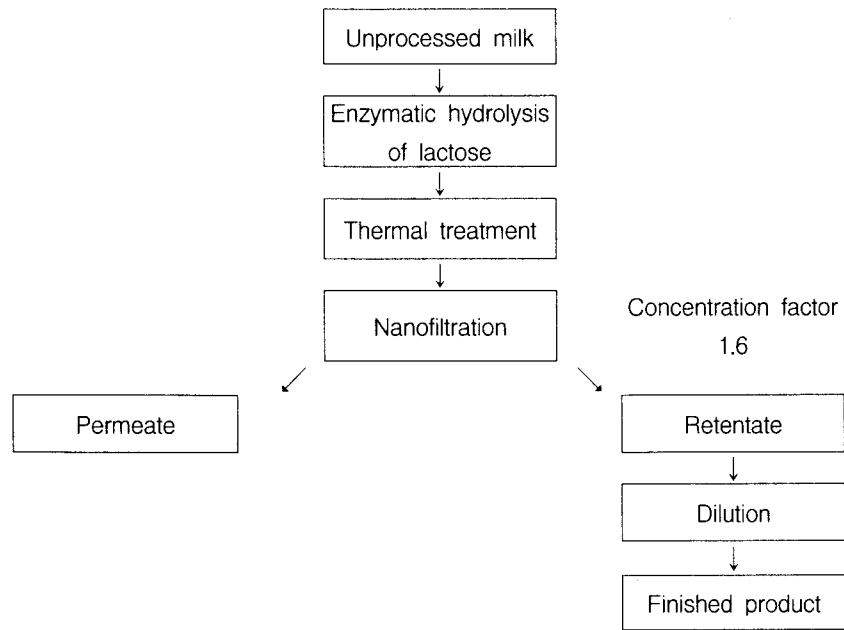 Unprocessed milk
Enzymatic hydrolysis
of lactose
Thermal treatment
Nanofiltration
Concentration factor
1.6
Permeate
Retentate
Dilution
Finished product